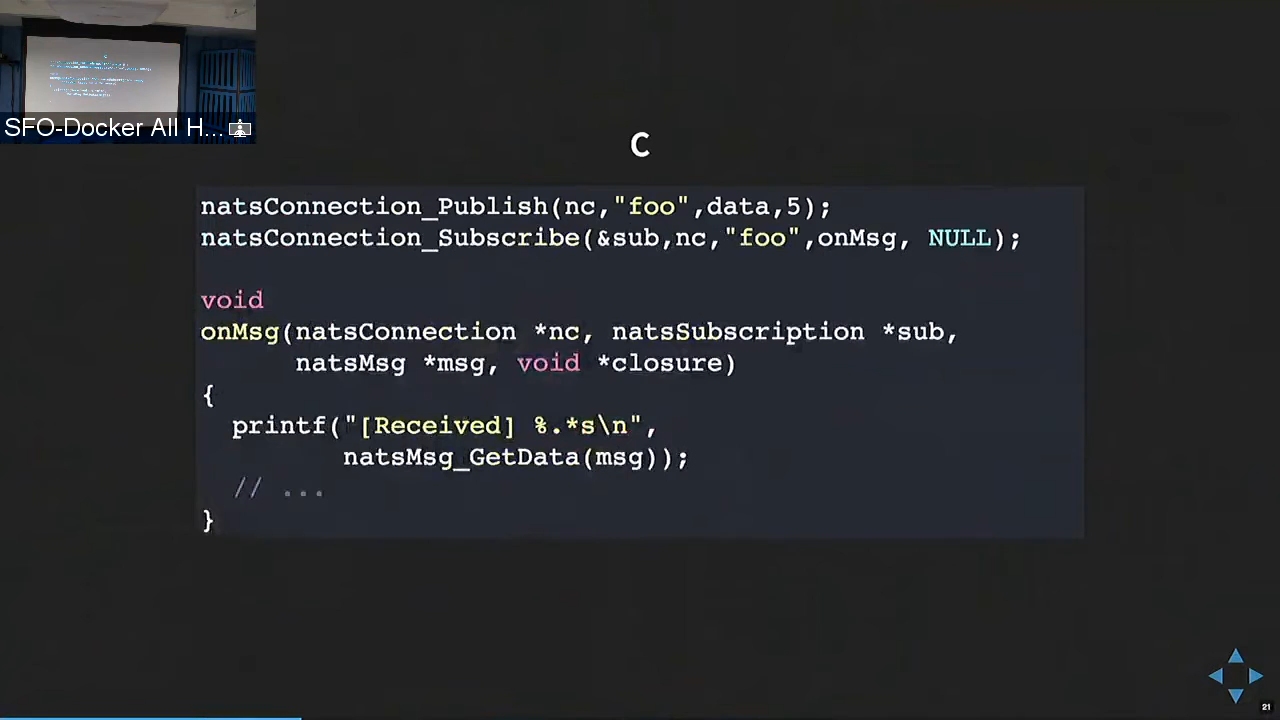 SFO-Docker All H...
C
natsConnection_Publish(nc,"foo",data,5);
natsConnection_Subscribe(&sub,nc,"foo",onMsg, NULL);
void
onMsg(natsConnection *nc, natsSubscription *sub,
natsMsg *msg, void *closure)
{
printf("[Received] %.*s\n",
natsMsg_GetData(msg));
// ...
}
21